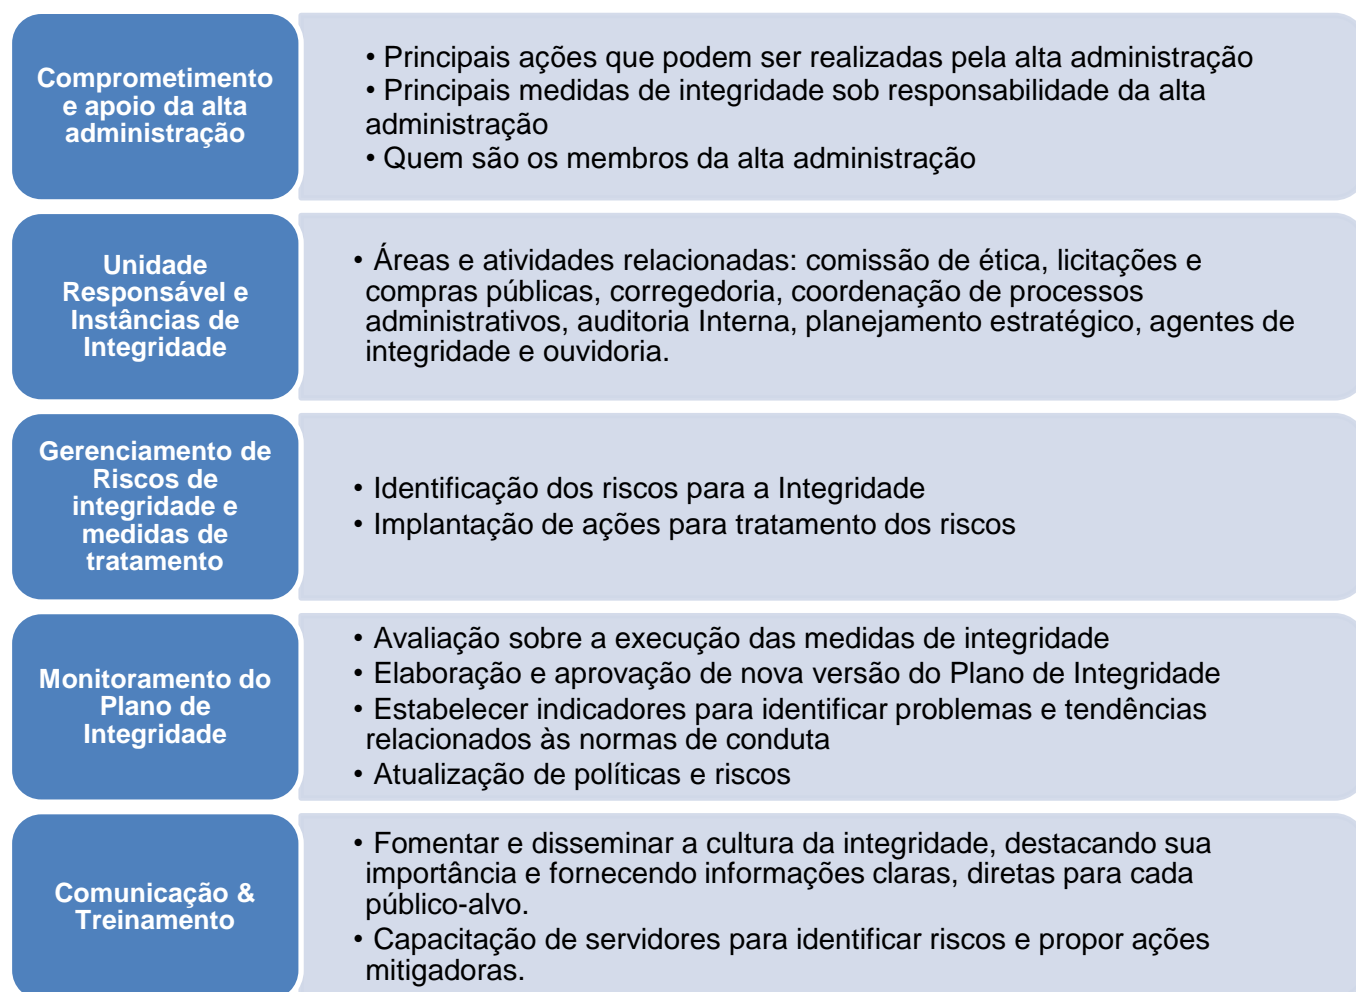 Comprometimento
e apoio da alta
administração
• Principais ações que podem ser realizadas pela alta administração
• Principais medidas de integridade sob responsabilidade da alta
administração
• Quem são os membros da alta administração
Unidade
Responsável e
Instâncias de
Integridade
• Áreas e atividades relacionadas: comissão de ética, licitações e
compras públicas, corregedoria, coordenação de processos
administrativos, auditoria Interna, planejamento estratégico, agentes de
integridade e ouvidoria.
Gerenciamento de
Riscos de
integridade e
medidas de
tratamento
• Identificação dos riscos para a Integridade
• Implantação de ações para tratamento dos riscos
Monitoramento do
Plano de
Integridade
• Avaliação sobre a execução das medidas de integridade
• Elaboração e aprovação de nova versão do Plano de Integridade
• Estabelecer indicadores para identificar problemas e tendências
relacionados às normas de conduta
• Atualização de políticas e riscos
Comunicação &
Treinamento
• Fomentar e disseminar a cultura da integridade, destacando sua
importância e fornecendo informações claras, diretas para cada
público-alvo.
• Capacitação de servidores para identificar riscos e propor ações
mitigadoras.